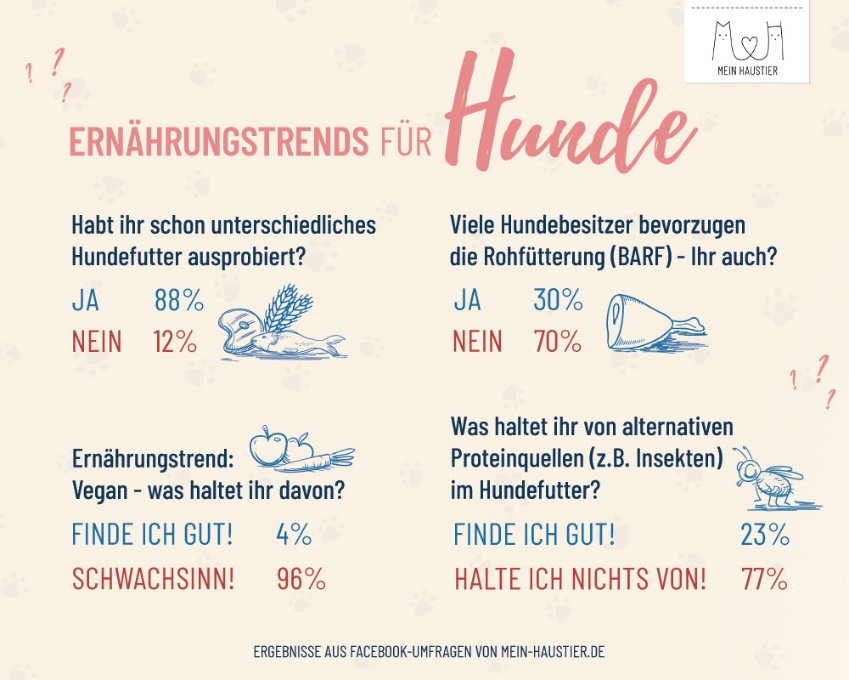 MEIN HAUSTIER
ERNÄHRUNGSTRENDS FÜR Hunde
Habt ihr schon unterschiedliches
Hundefutter ausprobiert?
JA 88%
NEIN 12%
Viele Hundebesitzer bevorzugen
die Rohfütterung (BARF) - Ihr auch?
JA 30%
NEIN 70%
Ernährungstrend:
Vegan - was haltet ihr davon?
FINDE ICH GUT! 4%
SCHWACHSINN! 96%
Was haltet ihr von alternativen
Proteinquellen (z.B. Insekten)
im Hundefutter?
FINDE ICH GUT! 23%
HALTE ICH NICHTS VON! 77%
ERGEBNISSE AUS FACEBOOK-UMFRAGEN VON MEIN-HAUSTIER.DE